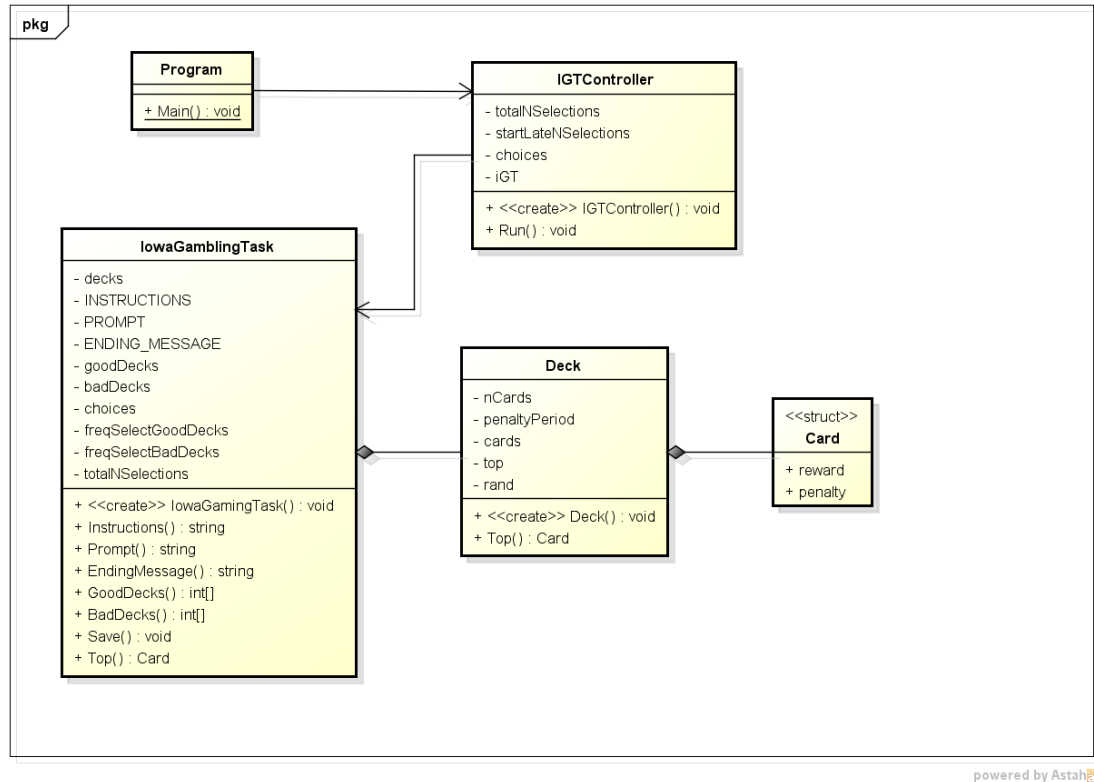 pkg
Program
+ Main() : void
IGTController
- totalNSelections
- startLateNSelections
- choices
- iGT
+ <<create>> IGTController() : void
+ Run() : void
IowaGamblingTask
- decks
- INSTRUCTIONS
- PROMPT
- ENDING_MESSAGE
- goodDecks
- badDecks
- choices
- freqSelectGoodDecks
- freqSelectBadDecks
- totalNSelections
+ <<create>> IowaGamingTask() : void
+ Instructions() : string
+ Prompt() : string
+ EndingMessage() : string
+ GoodDecks() : int[]
+ BadDecks() : int[]
+ Save() : void
+ Top() : Card
Deck
- nCards
- penaltyPeriod
- cards
- top
- rand
+ <<create>> Deck() : void
+ Top() : Card
<<struct>>
Card
+ reward
+ penalty
powered by Astah